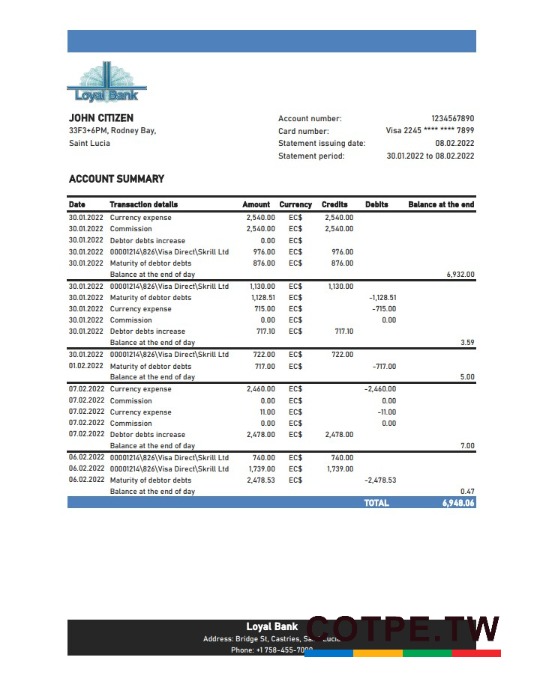 Loyal Bank
JOHN CITIZEN
33F3+6PM, Rodney Bay,
Saint Lucia
Account number: 1234567890
Card number: Visa 2245 **** **** 7899
Statement issuing date: 08.02.2022
Statement period: 30.01.2022 to 08.02.2022
ACCOUNT SUMMARY
Date Transaction details Amount Currency Credits Debits Balance at the end
30.01.2022 Currency expense 2,540.00 EC$ 2,540.00
30.01.2022 Commission 2,540.00 EC$ 2,540.00
30.01.2022 Debtor debts increase 0.00 EC$
30.01.2022 00001214\826\Visa Direct\Skrill Ltd 976.00 EC$ 976.00
30.01.2022 Maturity of debtor debts 876.00 EC$ 876.00
Balance at the end of day 6,932.00
30.01.2022 00001214\826\Visa Direct\Skrill Ltd 1,130.00 EC$ 1,130.00
30.01.2022 Maturity of debtor debts 1,128.51 EC$ -1,128.51
30.01.2022 Currency expense 715.00 EC$ -715.00
30.01.2022 Commission 0.00 EC$ 0.00
30.01.2022 Debtor debts increase 717.10 EC$ 717.10
Balance at the end of day 3.59
30.01.2022 00001214\826\Visa Direct\Skrill Ltd 722.00 EC$ 722.00
01.02.2022 Maturity of debtor debts 717.00 EC$ -717.00
Balance at the end of day 5.00
07.02.2022 Currency expense 2,460.00 EC$ -2,460.00
07.02.2022 Commission 0.00 EC$ 0.00
07.02.2022 Currency expense 11.00 EC$ -11.00
07.02.2022 Commission 0.00 EC$ 0.00
07.02.2022 Debtor debts increase 2,478.00 EC$ 2,478.00
Balance at the end of day 7.00
06.02.2022 00001214\826\Visa Direct\Skrill Ltd 740.00 EC$ 740.00
06.02.2022 00001214\826\Visa Direct\Skrill Ltd 1,739.00 EC$ 1,739.00
06.02.2022 Maturity of debtor debts 2,478.53 EC$ -2,478.53
Balance at the end of day 0.47
TOTAL 6,948.06
Loyal Bank
Address: Bridge St, Castries,
Phone: +1 758-455-7000
COTPE.TW